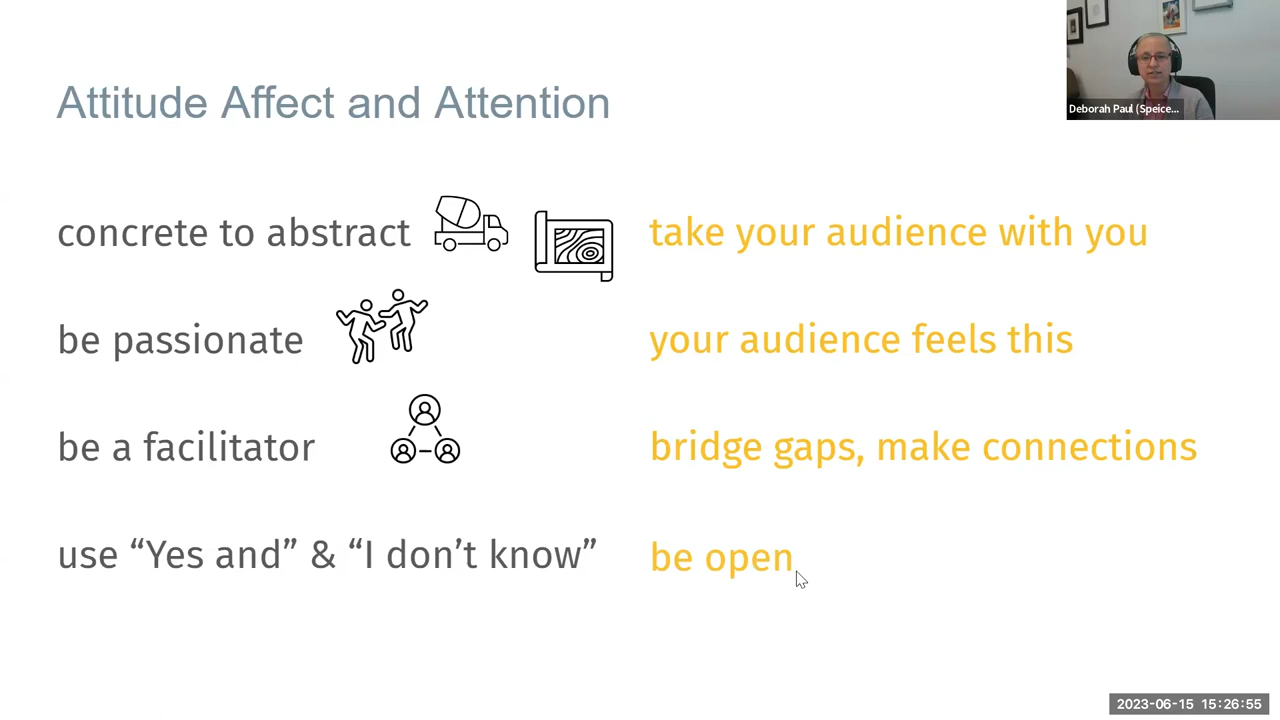 Attitude Affect and Attention
Deborah Paul (Speice...
concrete to abstract
take your audience with you
be passionate
your audience feels this
be a facilitator
bridge gaps, make connections
use “Yes and” & “I don’t know”
be open
2023-06-15 15:26:55